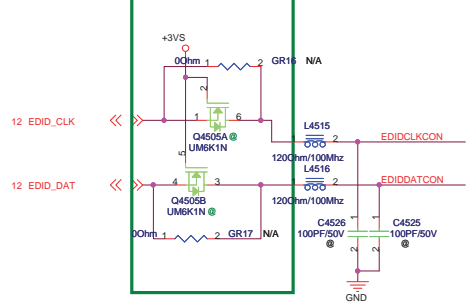 +3VS
0Ohm 1 2 GR16 N/A
2
12 EDID_CLK 1 6
Q4505A @
UM6K1N
L4515
2 EDIDCLKCON
120Ohm/100Mhz
5
L4516
12 EDID_DAT 4 3 2 EDIDDATCON
Q4505B
UM6K1N @
120Ohm/100Mhz
0Ohm 1 2 GR17 N/A
1 1
C4526 C4525
100PF/50V 100PF/50V
@ @
2 2
GND